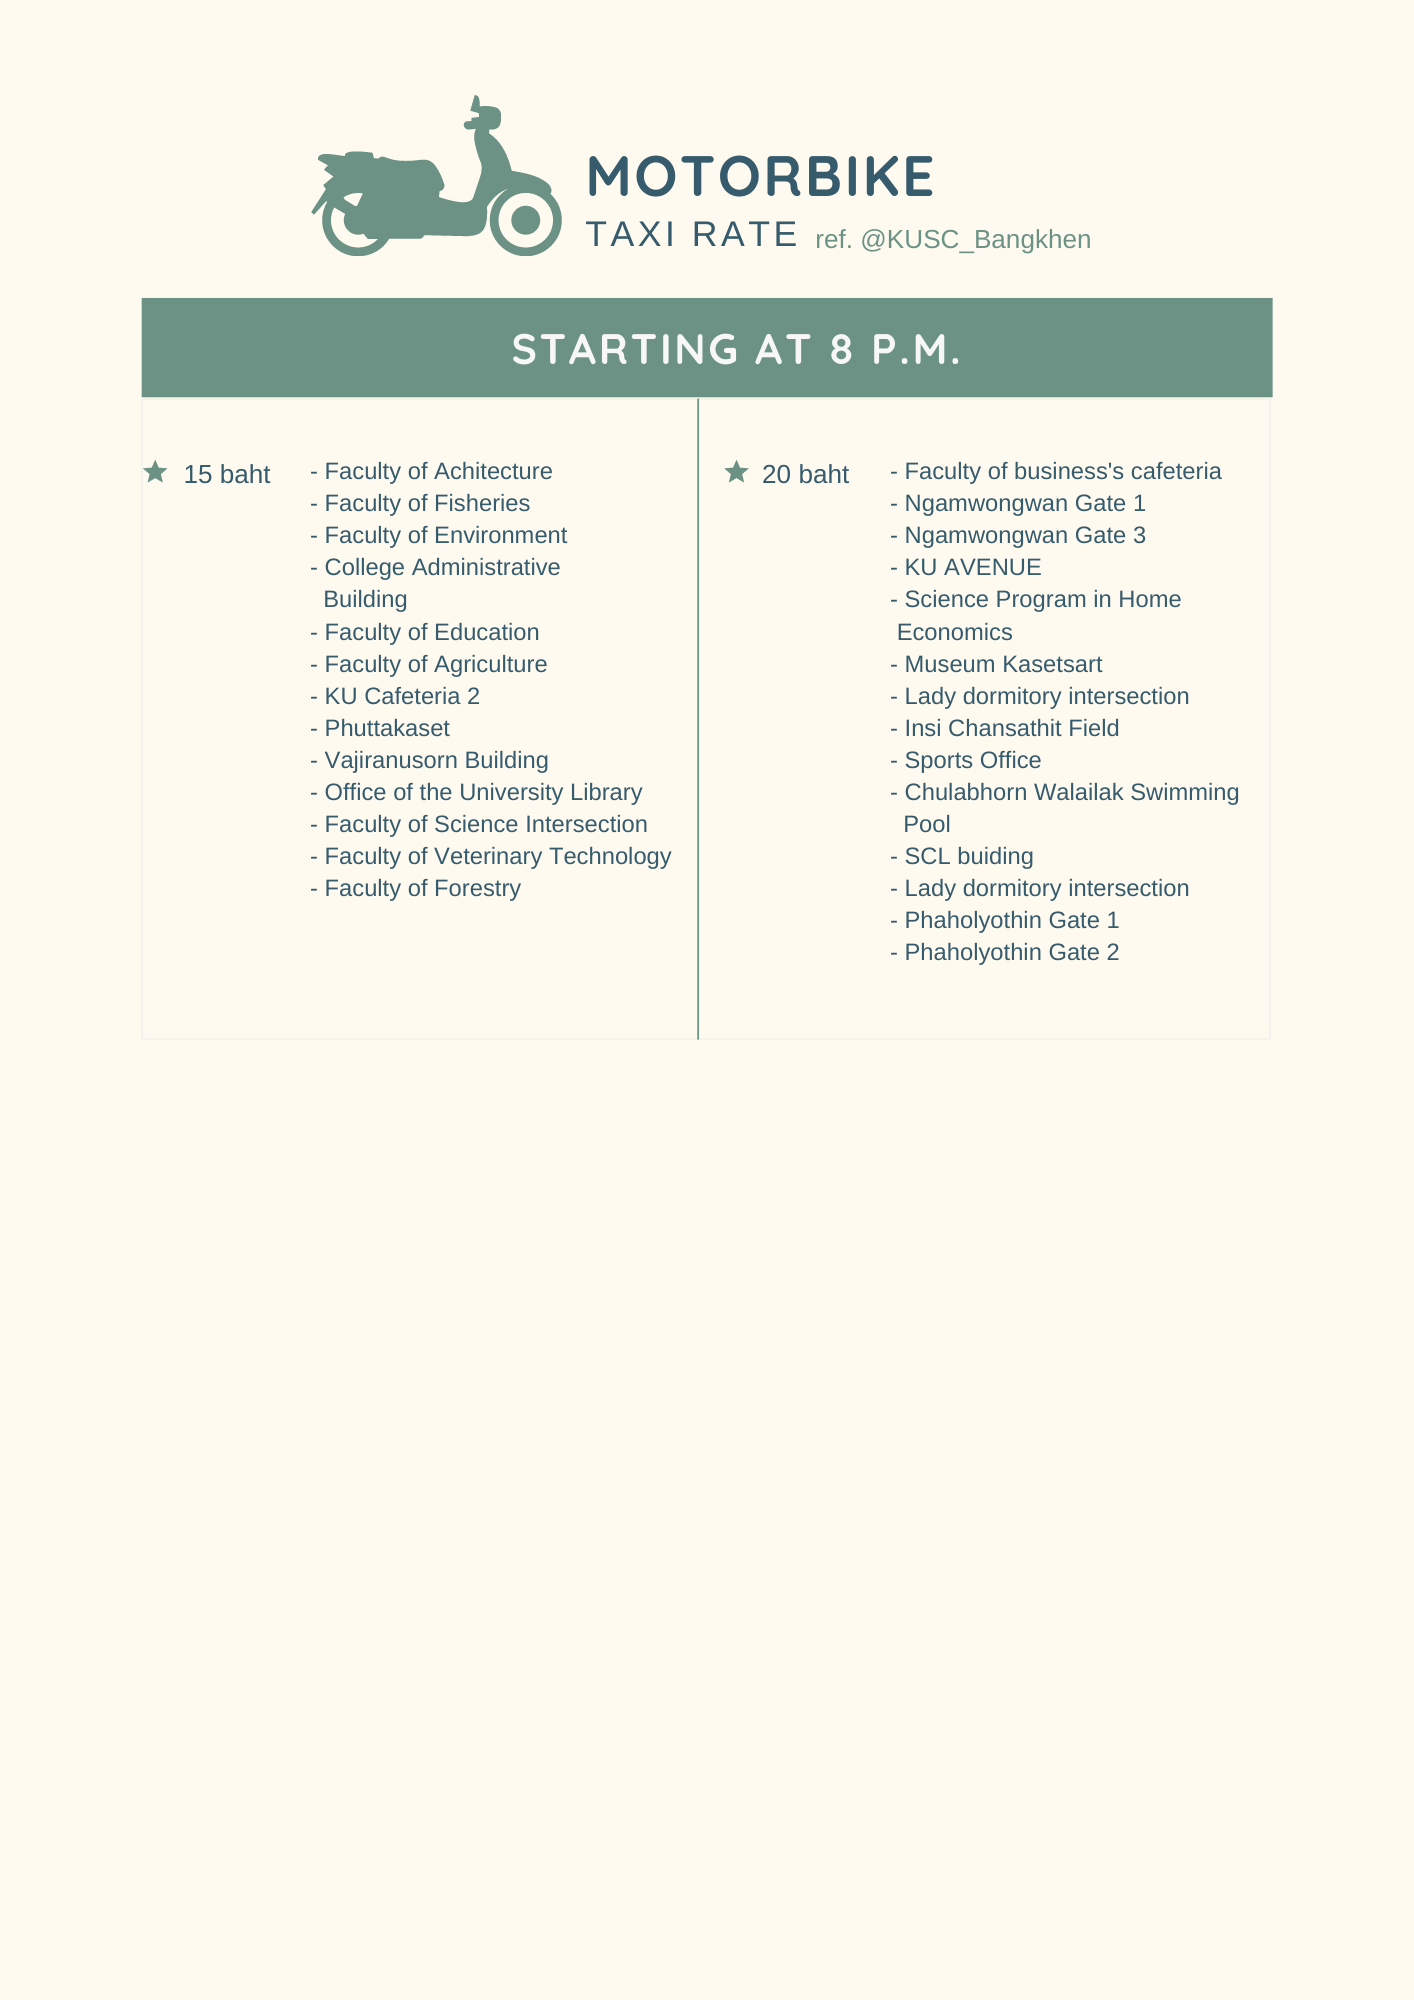 MOTORBIKE
TAXI RATE ref. @KUSC_Bangkhen
STARTING AT 8 P.M.
15 baht
- Faculty of Achitecture
- Faculty of Fisheries
- Faculty of Environment
- College Administrative
Building
- Faculty of Education
- Faculty of Agriculture
- KU Cafeteria 2
- Phuttakaset
- Vajiranusorn Building
- Office of the University Library
- Faculty of Science Intersection
- Faculty of Veterinary Technology
- Faculty of Forestry
20 baht
- Faculty of business's cafeteria
- Ngamwongwan Gate 1
- Ngamwongwan Gate 3
- KU AVENUE
- Science Program in Home
Economics
- Museum Kasetsart
- Lady dormitory intersection
- Insi Chansathit Field
- Sports Office
- Chulabhorn Walailak Swimming
Pool
- SCL buiding
- Lady dormitory intersection
- Phaholyothin Gate 1
- Phaholyothin Gate 2